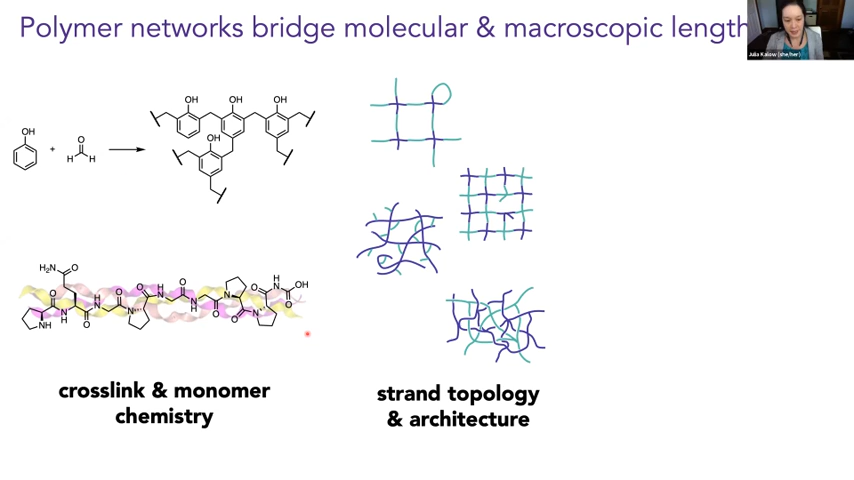 Polymer networks bridge molecular & macroscopic length
Julia Kalow (she/her)
OH
OH
OH
OH
+
O
H
H
OH
H₂N
O
O
H
N
O
N
H
O
N
O
H
N
O
N
H
O
N
O
N
O
H
N
OH
O
NH
crosslink & monomer
chemistry
strand topology
& architecture